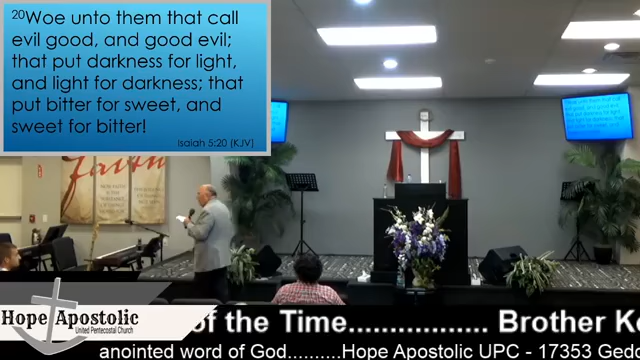 20Woe unto them that call
evil good, and good evil;
that put darkness for light,
and light for darkness; that
put bitter for sweet, and
sweet for bitter!
Isaiah 5:20 (KJV)
faith
Hope Apostolic
United Pentecostal Church
of the Time................ Brother Ke
anointed word of God..........Hope Apostolic UPC - 17353 Gedd